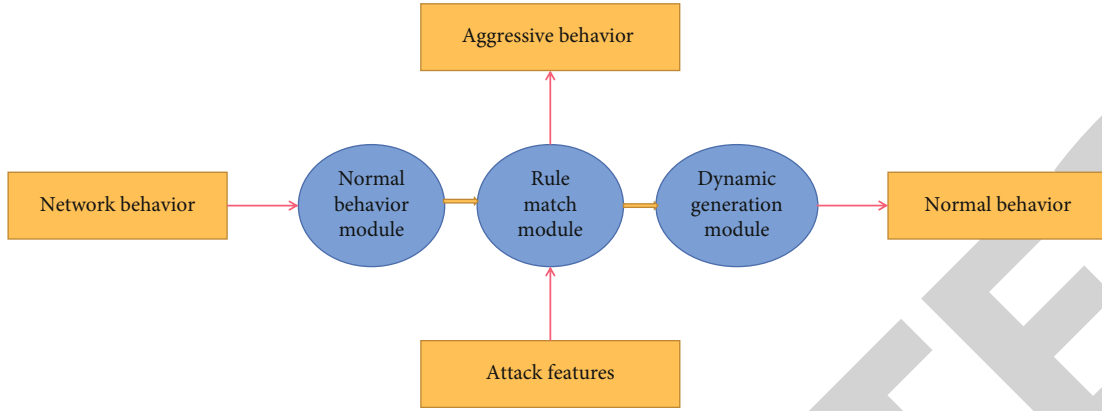 Aggressive behavior
Network behavior
Normal
behavior
module
Rule
match
module
Dynamic
generation
module
Normal behavior
Attack features